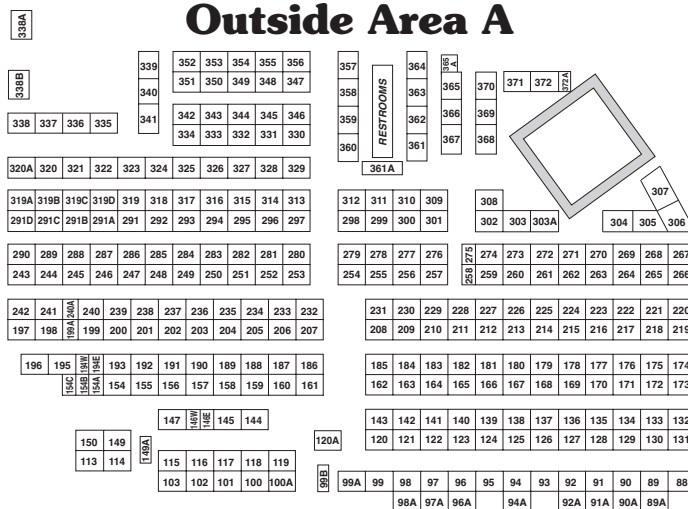 Outside Area A
338A
338B
339 352 353 354 355 356 357 364 365A
351 350 349 348 347 365 370 371 372 372A
340 358 RESTROOMS 363
342 343 344 345 346 359 362 366 369
338 337 336 335 341 334 333 332 331 330 360 361 367 368
320A 320 321 322 323 324 325 326 327 328 329 361A
319A 319B 319C 319D 319 318 317 316 315 314 313 312 311 310 309 308 307
291D 291C 291B 291A 291 292 293 294 295 296 297 298 299 300 301 302 303 303A 304 305 306
290 289 288 287 286 285 284 283 282 281 280 279 278 277 276 275 274 273 272 271 270 269 268 267
243 244 245 246 247 248 249 250 251 252 253 254 255 256 257 258 259 260 261 262 263 264 265 266
242 241 240A 240 239 238 237 236 235 234 233 232 231 230 229 228 227 226 225 224 223 222 221 220
197 198 199A 199 200 201 202 203 204 205 206 207 208 209 210 211 212 213 214 215 216 217 218 219
196 195 194W 194E 193 192 191 190 189 188 187 186 185 184 183 182 181 180 179 178 177 176 175 174
154C 154B 154A 154 155 156 157 158 159 160 161 162 163 164 165 166 167 168 169 170 171 172 173
147 146W 146E 145 144 143 142 141 140 139 138 137 136 135 134 133 132
150 149 149A 120A 120 121 122 123 124 125 126 127 128 129 130 131
113 114 115 116 117 118 119
103 102 101 100 100A 99B 99A 99 98 97 96 95 94 93 92 91 90 89 88
98A 97A 96A 94A 92A 91A 90A 89A